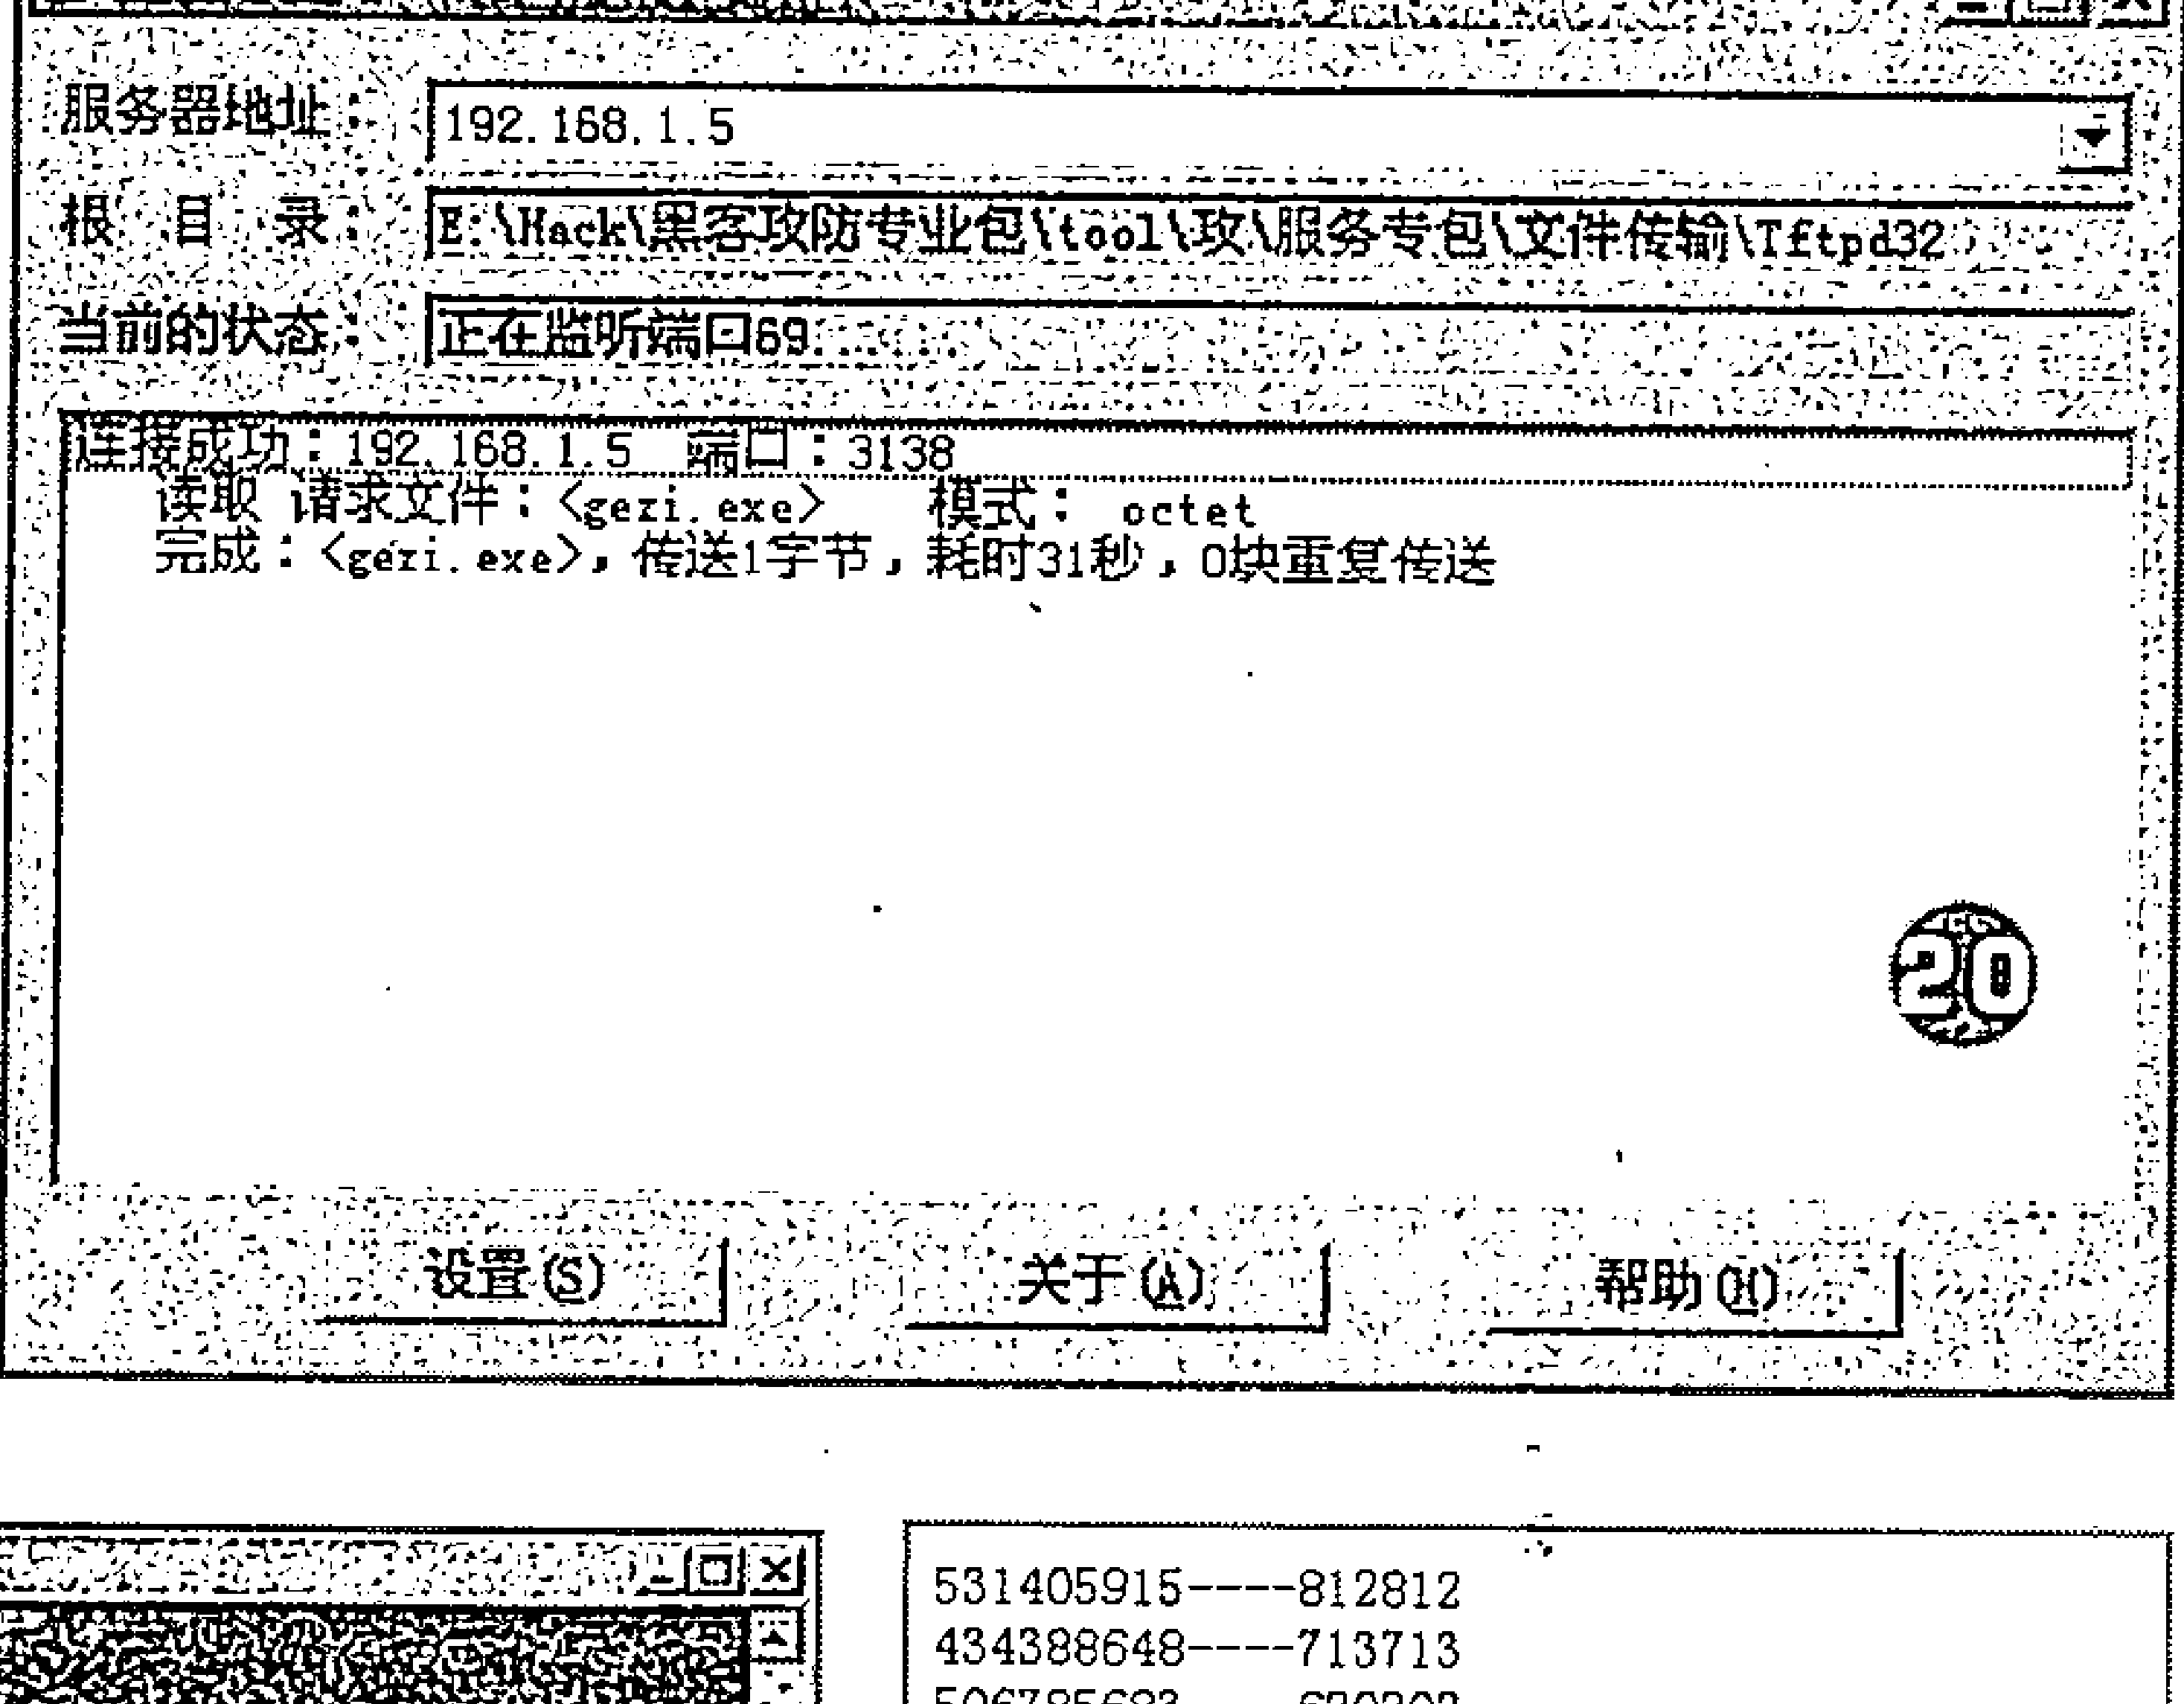 服务器地址: 192.168.1.5
根 目 录: E:\Hack\黑客攻防专业包\tool\攻\服务专包\文件传输\Tftpd32
当前的状态: 正在监听端口69......
连接成功:192.168.1.5 端口:3138
读取 请求文件:<gezi.exe> 模式: octet
完成:<gezi.exe>, 传送1字节, 耗时31秒, 0块重复传送
20
设置(S) 关于(A) 帮助(H)
531405915----812812
434388648----713713